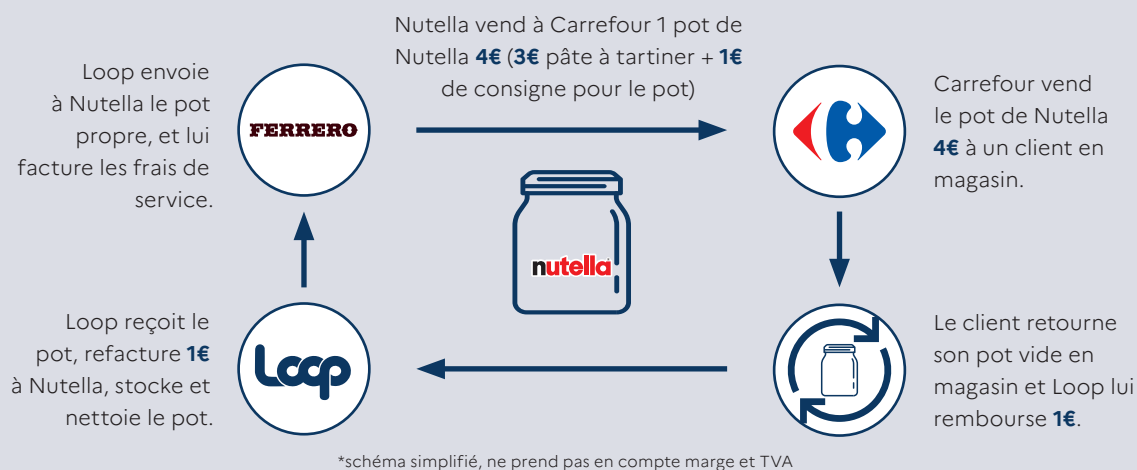 Nutella vend à Carrefour 1 pot de
Nutella 4€ (3€ pâte à tartiner + 1€
de consigne pour le pot)
Loop envoie
à Nutella le pot
propre, et lui
facture les frais de
service.
FERRERO
Carrefour vend
le pot de Nutella
4€ à un client en
magasin.
nutella
Loop reçoit le
pot, refacture 1€
à Nutella, stocke et
nettoie le pot.
Loop
Le client retourne
son pot vide en
magasin et Loop lui
rembourse 1€.
*schéma simplifié, ne prend pas en compte marge et TVA